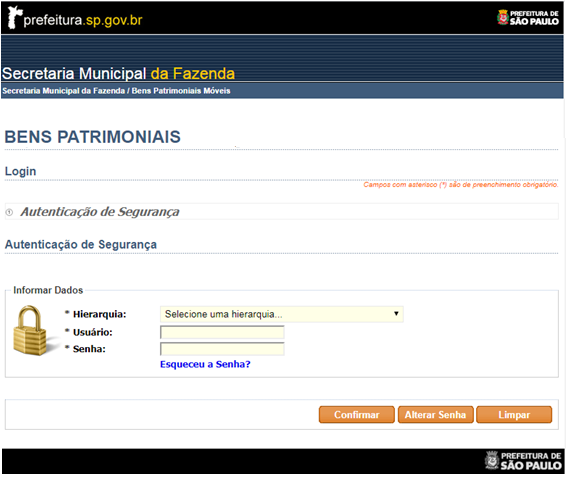 prefeitura.sp.gov.br
PREFEITURA DE
SÃO PAULO
Secretaria Municipal da Fazenda
Secretaria Municipal da Fazenda / Bens Patrimoniais Móveis
BENS PATRIMONIAIS
Login
Campos com asterisco (*) são de preenchimento obrigatório.
Autenticação de Segurança
Autenticação de Segurança
Informar Dados
* Hierarquia: Selecione uma hierarquia...
* Usuário:
* Senha:
Esqueceu a Senha?
Confirmar Alterar Senha Limpar
PREFEITURA DE
SÃO PAULO